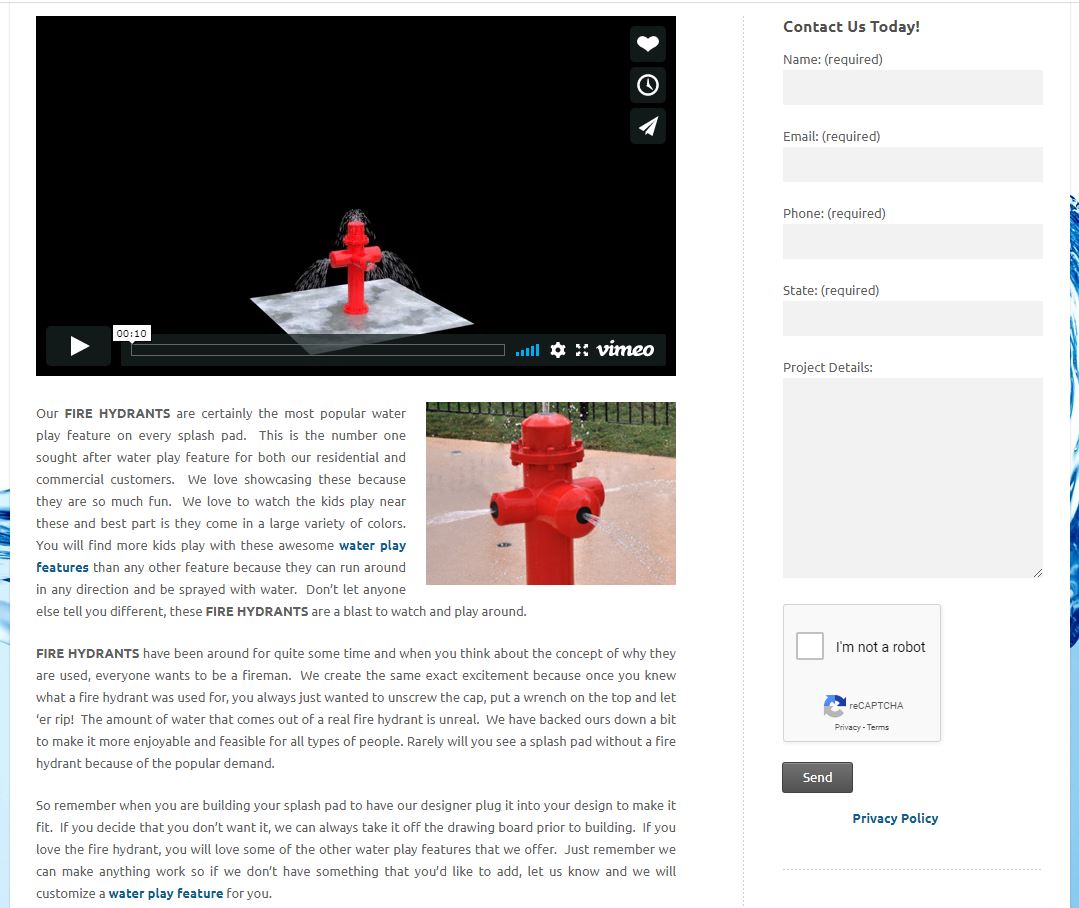 00:10
vimeo
Our FIRE HYDRANTS are certainly the most popular water
play feature on every splash pad. This is the number one
sought after water play feature for both our residential and
commercial customers. We love showcasing these because
they are so much fun. We love to watch the kids play near
these and best part is they come in a large variety of colors.
You will find more kids play with these awesome water play
features than any other feature because they can run around
in any direction and be sprayed with water. Don't let anyone
else tell you different, these FIRE HYDRANTS are a blast to watch and play around.
FIRE HYDRANTS have been around for quite some time and when you think about the concept of why they
are used, everyone wants to be a fireman. We create the same exact excitement because once you knew
what a fire hydrant was used for, you always just wanted to unscrew the cap, put a wrench on the top and let
'er rip! The amount of water that comes out of a real fire hydrant is unreal. We have backed ours down a bit
to make it more enjoyable and feasible for all types of people. Rarely will you see a splash pad without a fire
hydrant because of the popular demand.
So remember when you are building your splash pad to have our designer plug it into your design to make it
fit. If you decide that you don't want it, we can always take it off the drawing board prior to building. If you
love the fire hydrant, you will love some of the other water play features that we offer. Just remember we
can make anything work so if we don't have something that you'd like to add, let us know and we will
customize a water play feature for you.
Contact Us Today!
Name: (required)
Email: (required)
Phone: (required)
State: (required)
Project Details:
I'm not a robot
reCAPTCHA
Privacy - Terms
Send
Privacy Policy